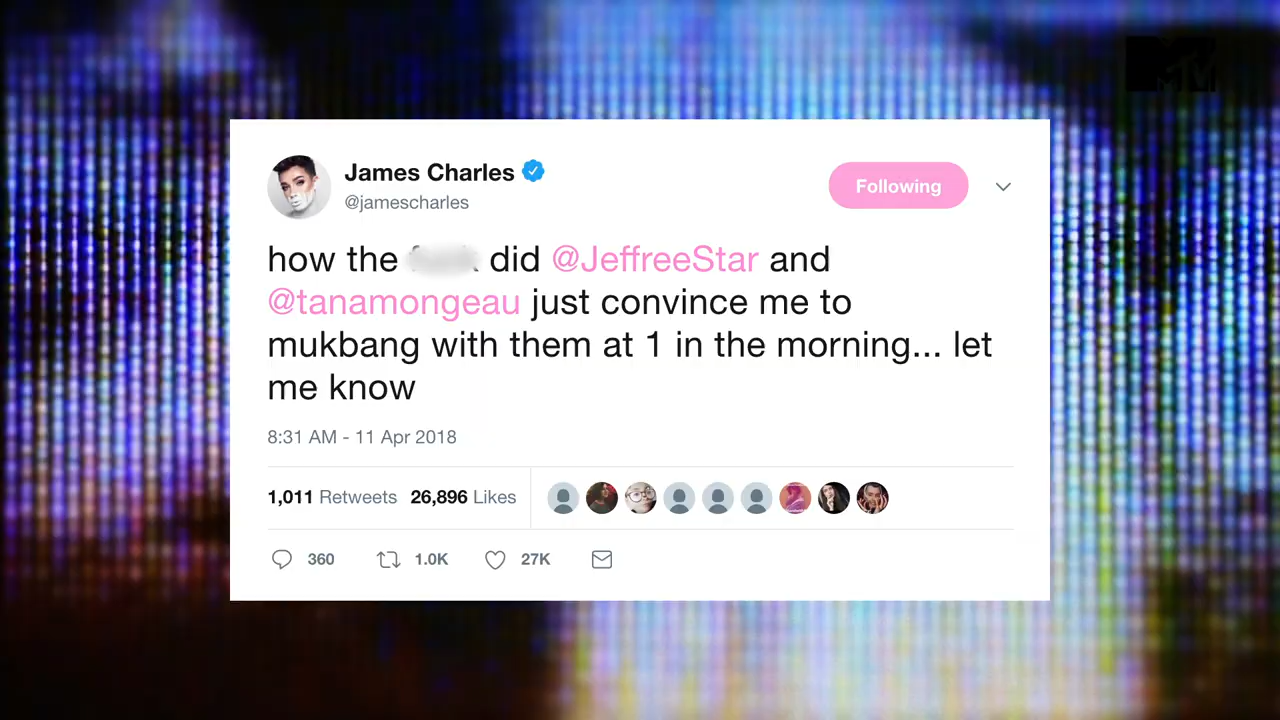 MTV
James Charles
@jamescharles
Following
how the did @JeffreeStar and
@tanamongeau just convince me to
mukbang with them at 1 in the morning... let
me know
8:31 AM - 11 Apr 2018
1,011 Retweets 26,896 Likes
360 1.0K 27K